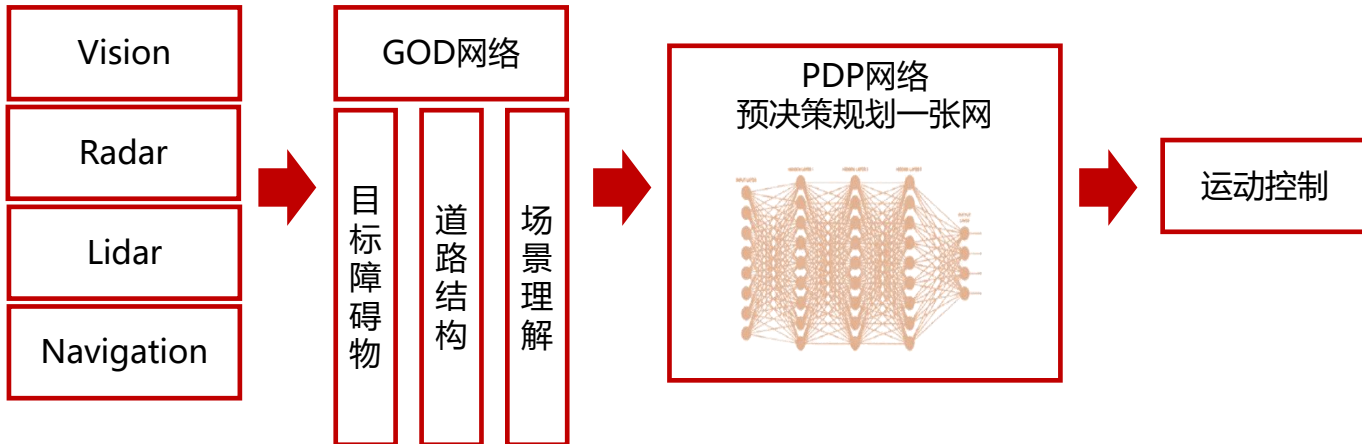 Vision
Radar
Lidar
Navigation
GOD网络
目标障碍物
道路结构
场景理解
PDP网络
预决策规划一张网
运动控制